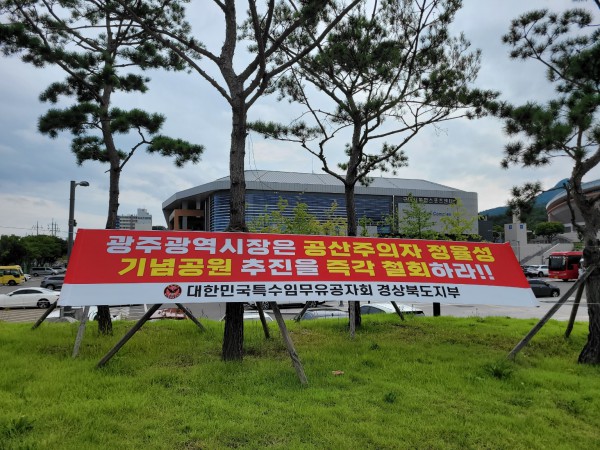 광주광역시장은 공산주의자 정율성
기념공원 추진을 즉각 철회하라!!
대한민국특수임무유공자회 경상북도지부